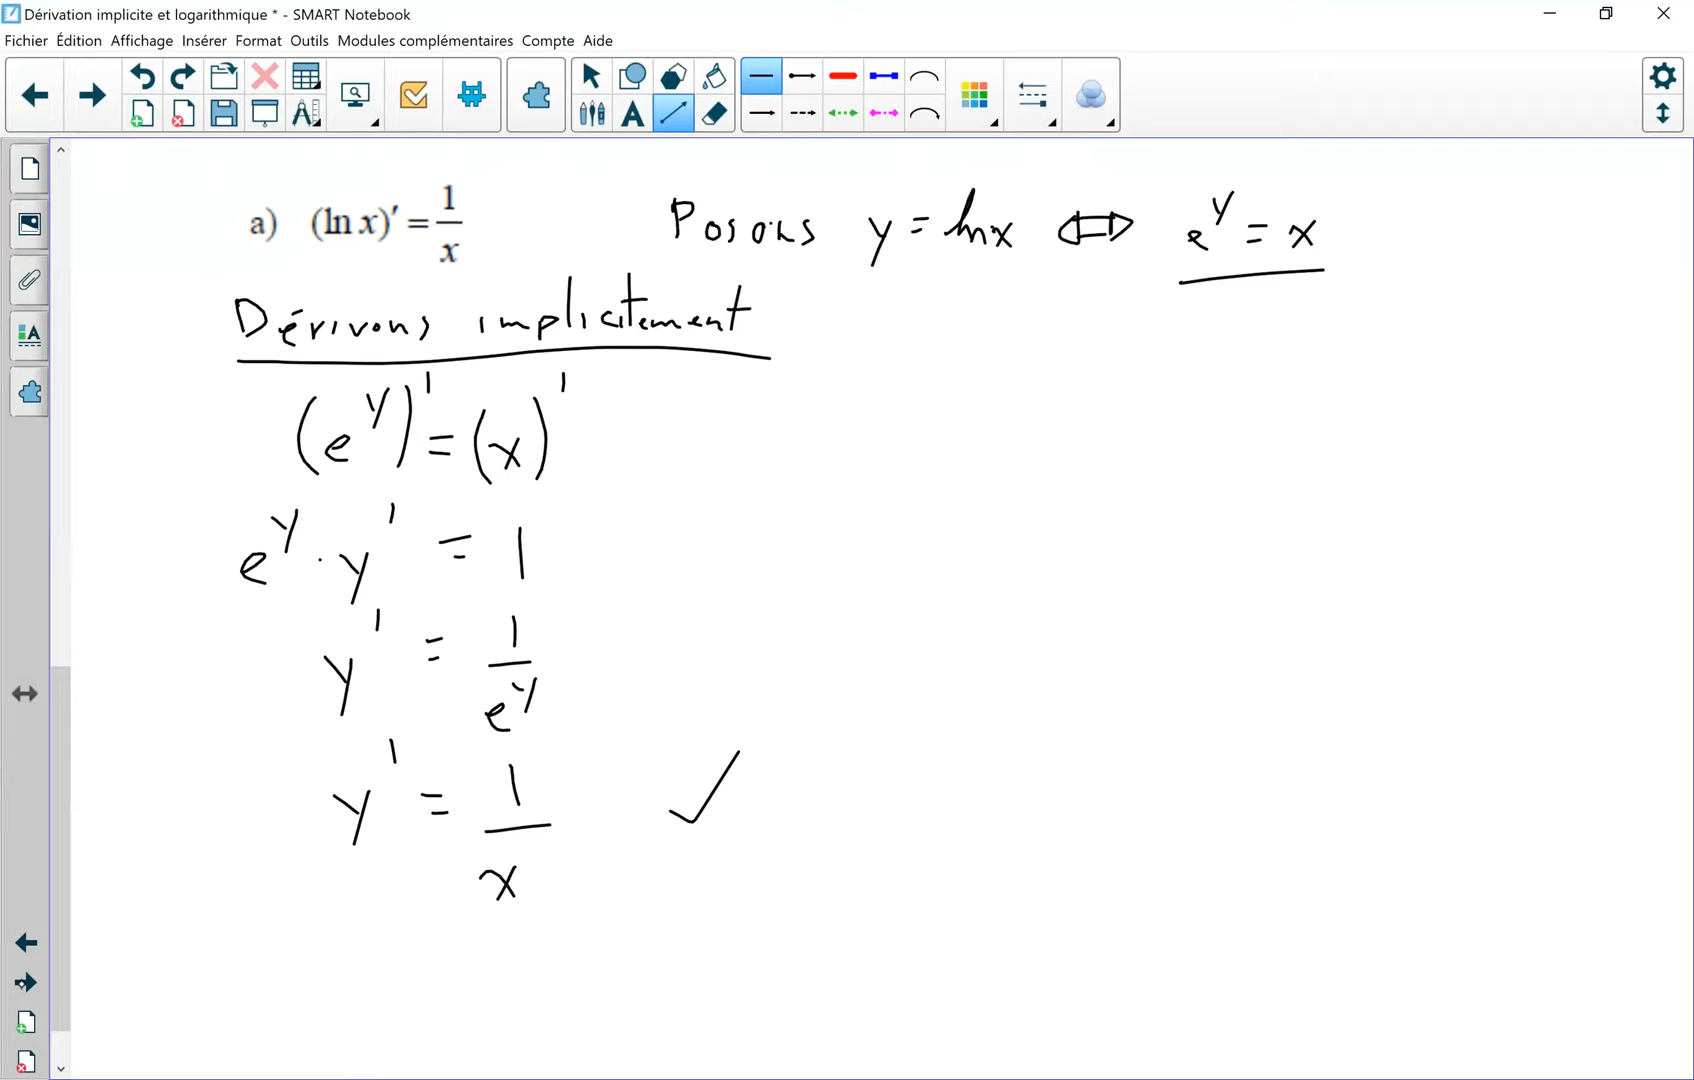 Dérivation implicite et logarithmique * - SMART Notebook
Fichier Édition Affichage Insérer Format Outils Modules complémentaires Compte Aide
a) (ln x)′ = 1/x Posons y = ln x ⇔ e^y = x
Dérivons implicitement
(e^y)' = (x)'
e^y · y' = 1
y' = 1/e^y
y' = 1/x ✓